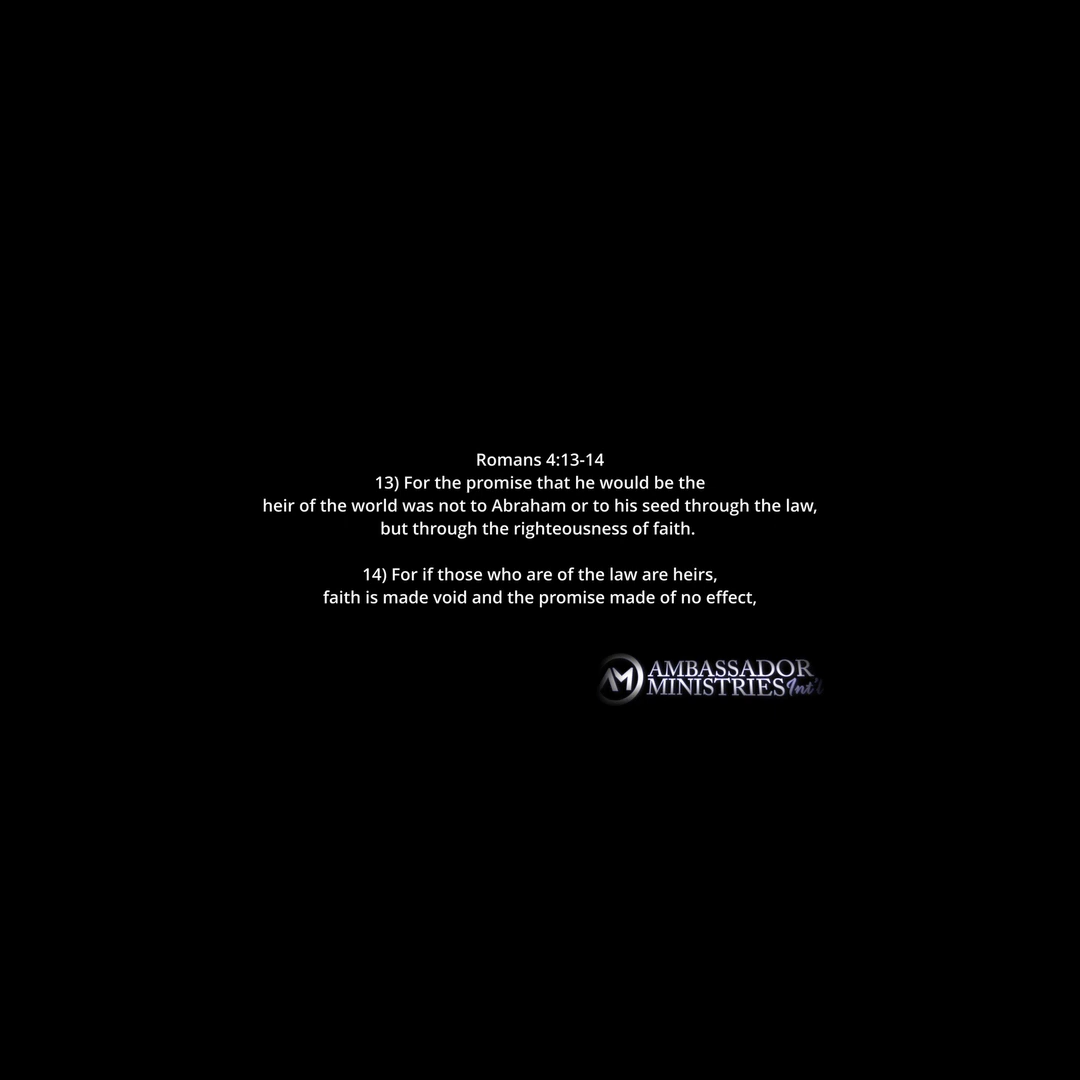 Romans 4:13-14
13) For the promise that he would be the
heir of the world was not to Abraham or to his seed through the law,
but through the righteousness of faith.
14) For if those who are of the law are heirs,
faith is made void and the promise made of no effect,
AMBASSADOR
MINISTRIES Int'l